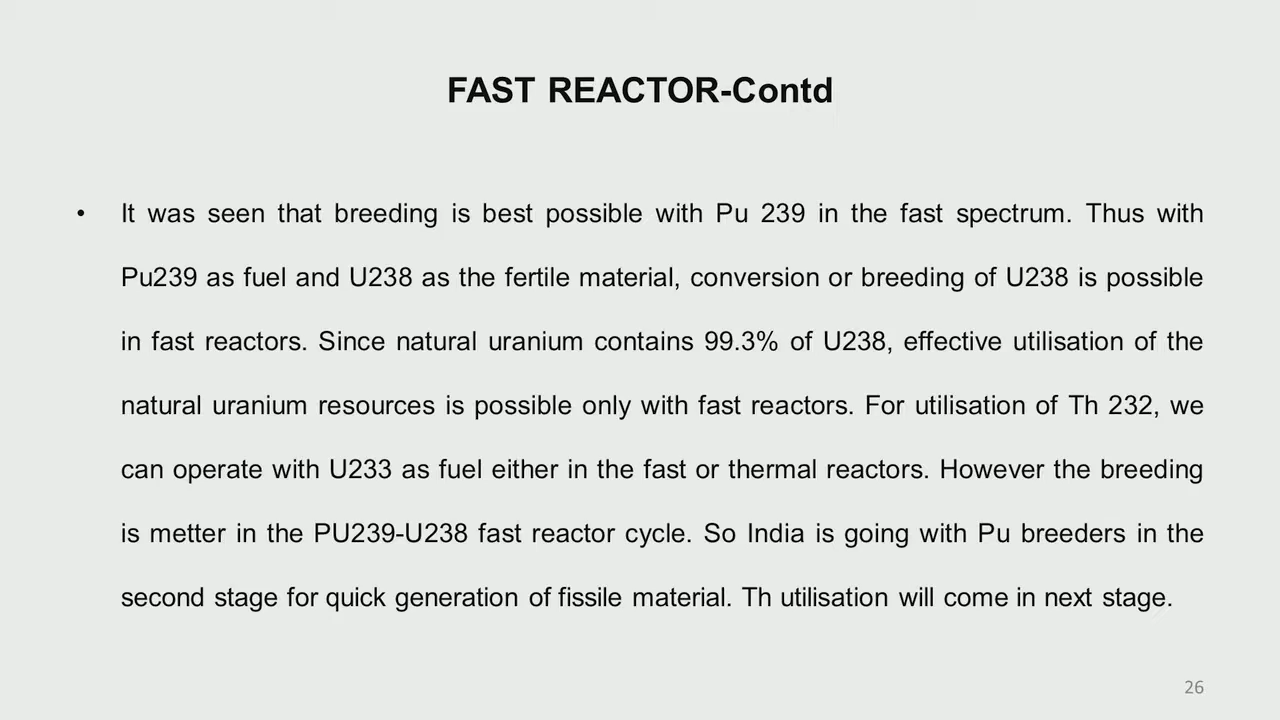 FAST REACTOR-Contd
• It was seen that breeding is best possible with Pu 239 in the fast spectrum. Thus with
Pu239 as fuel and U238 as the fertile material, conversion or breeding of U238 is possible
in fast reactors. Since natural uranium contains 99.3% of U238, effective utilisation of the
natural uranium resources is possible only with fast reactors. For utilisation of Th 232, we
can operate with U233 as fuel either in the fast or thermal reactors. However the breeding
is metter in the PU239-U238 fast reactor cycle. So India is going with Pu breeders in the
second stage for quick generation of fissile material. Th utilisation will come in next stage.
26